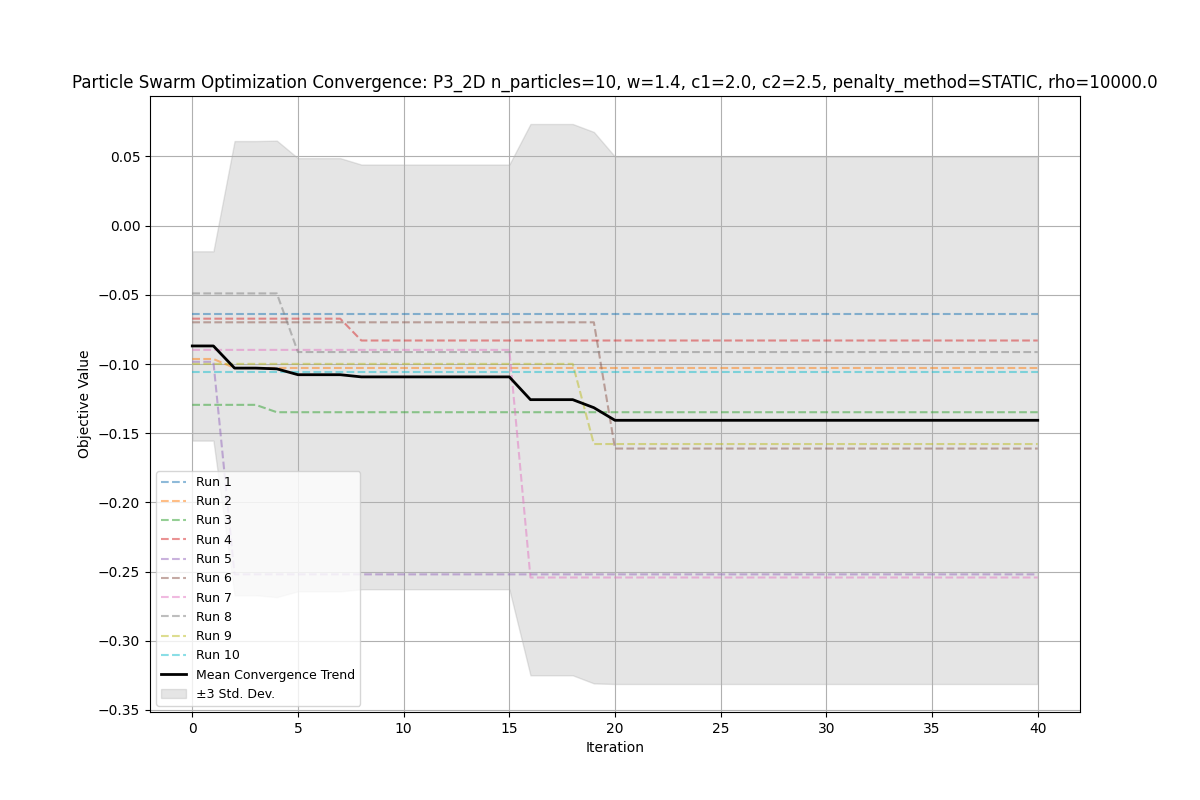 Particle Swarm Optimization Convergence: P3_2D n_particles=10, w=1.4, c1=2.0, c2=2.5, penalty_method=STATIC, rho=10000.0
Objective Value
0.05
0.00
−0.05
−0.10
−0.15
−0.20
−0.25
−0.30
−0.35
Run 1
Run 2
Run 3
Run 4
Run 5
Run 6
Run 7
Run 8
Run 9
Run 10
Mean Convergence Trend
±3 Std. Dev.
0 5 10 15 20 25 30 35 40
Iteration